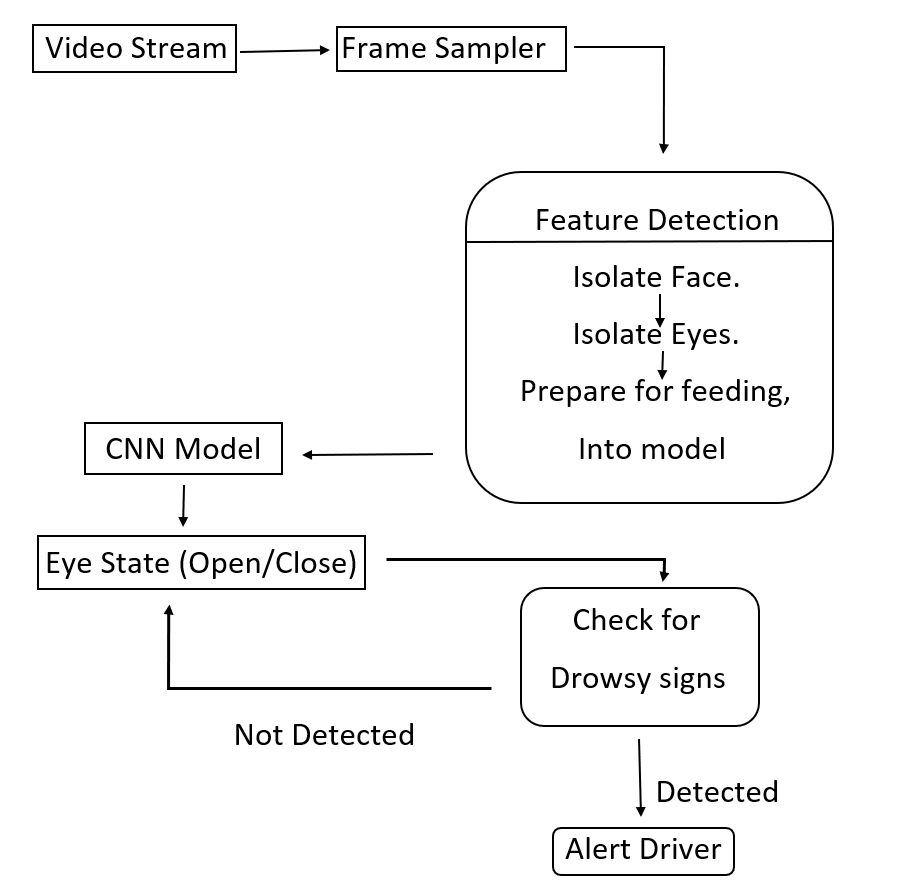 Video Stream
Frame Sampler
Feature Detection
Isolate Face.
Isolate Eyes.
Prepare for feeding,
Into model
CNN Model
Eye State (Open/Close)
Check for
Drowsy signs
Not Detected
Detected
Alert Driver